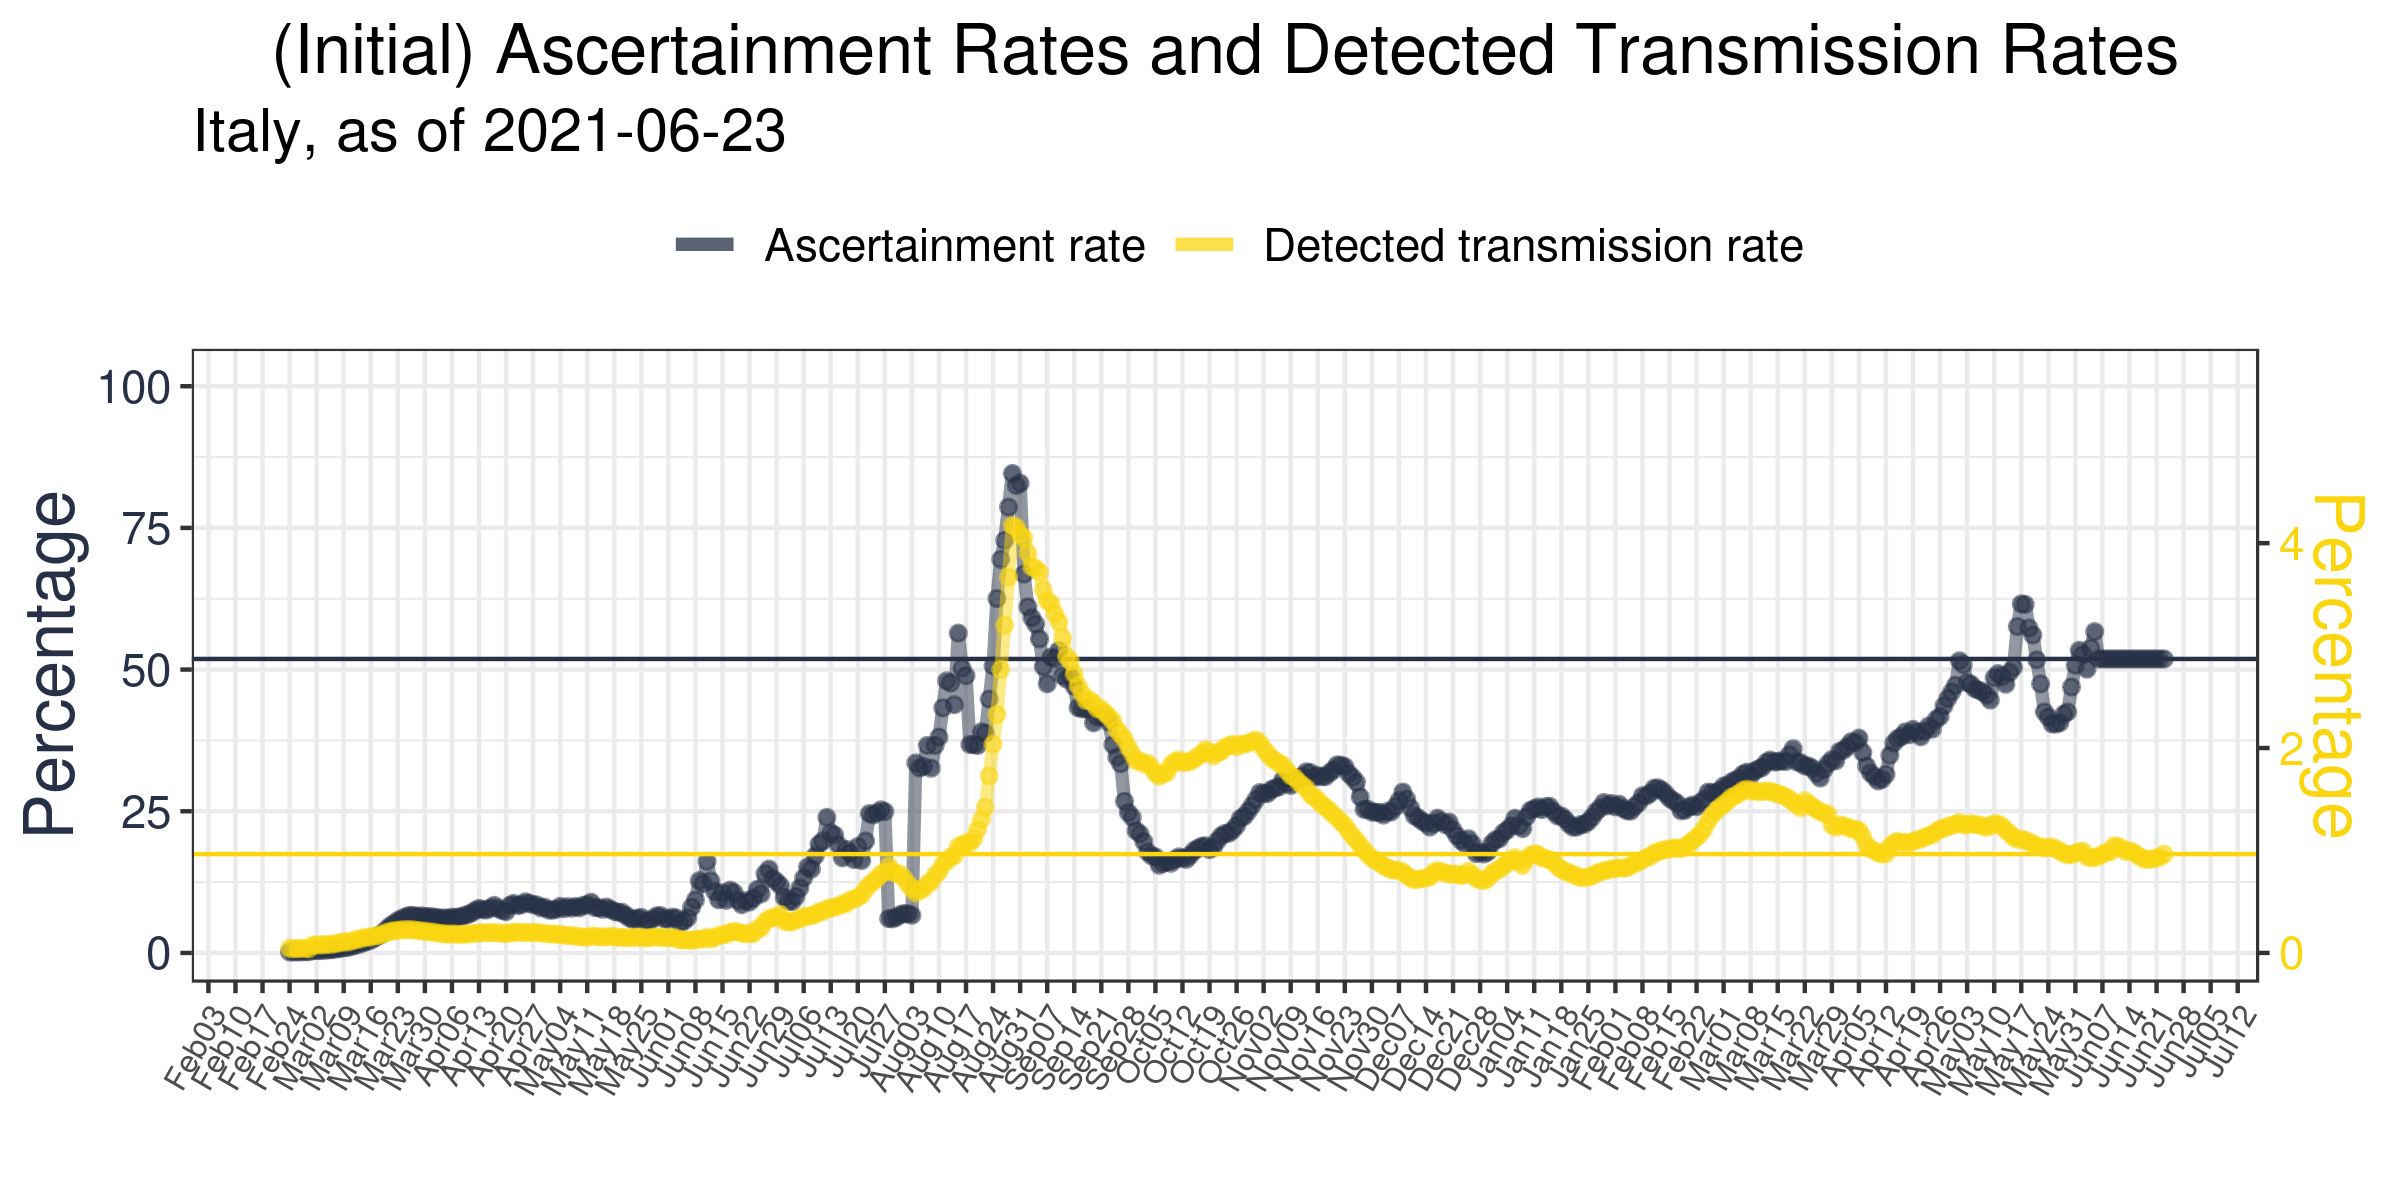 (Initial) Ascertainment Rates and Detected Transmission Rates
Italy, as of 2021-06-23
Ascertainment rate
Detected transmission rate
Percentage
100
75
50
25
0
4
2
0
Percentage
Feb03
Feb10
Feb17
Feb24
Mar02
Mar09
Mar16
Mar23
Mar30
Apr06
Apr13
Apr20
Apr27
May04
May11
May18
May25
Jun01
Jun08
Jun15
Jun22
Jun29
Jul06
Jul13
Jul20
Jul27
Aug03
Aug10
Aug17
Aug24
Aug31
Sep07
Sep14
Sep21
Sep28
Oct05
Oct12
Oct19
Oct26
Nov02
Nov09
Nov16
Nov23
Nov30
Dec07
Dec14
Dec21
Dec28
Jan04
Jan11
Jan18
Jan25
Feb01
Feb08
Feb15
Feb22
Mar01
Mar08
Mar15
Mar22
Mar29
Apr05
Apr12
Apr19
Apr26
May03
May10
May17
May24
May31
Jun07
Jun14
Jun21
Jun28
Jul05
Jul12